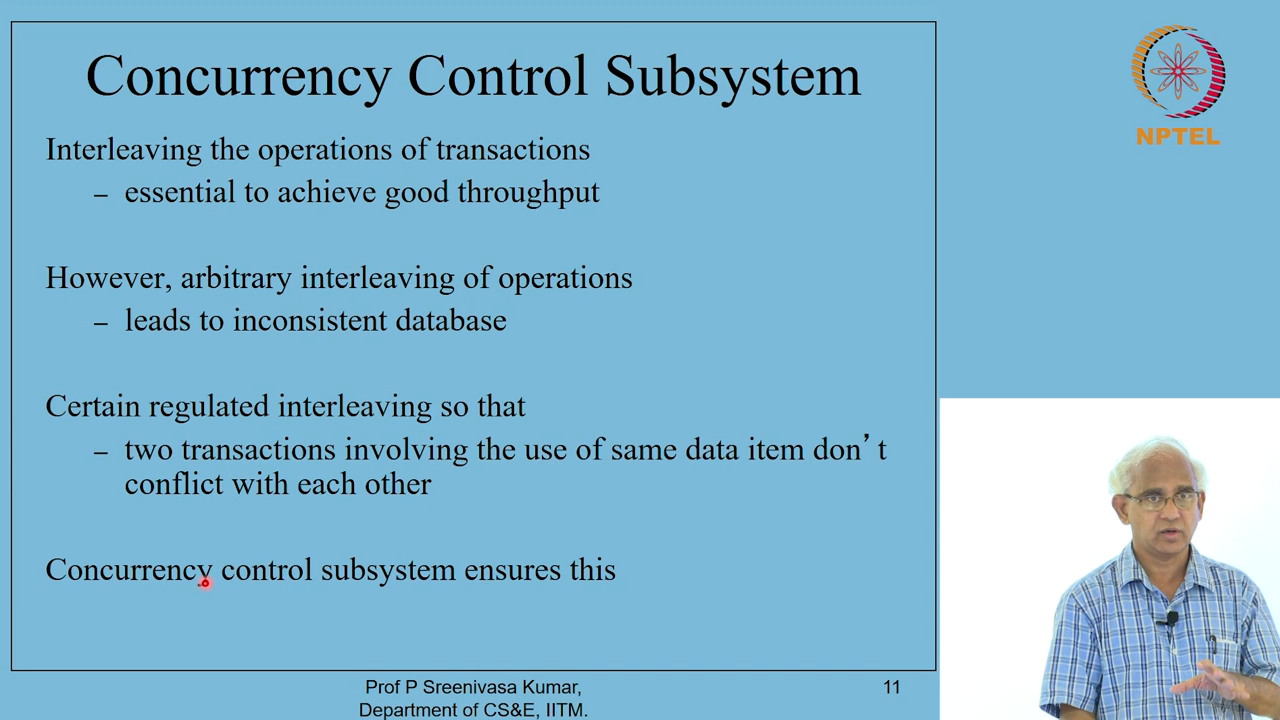 Concurrency Control Subsystem
Interleaving the operations of transactions
– essential to achieve good throughput
However, arbitrary interleaving of operations
– leads to inconsistent database
Certain regulated interleaving so that
– two transactions involving the use of same data item don’t
conflict with each other
Concurrency control subsystem ensures this
Prof P Sreenivasa Kumar,
Department of CS&E, IITM.
11
NPTEL